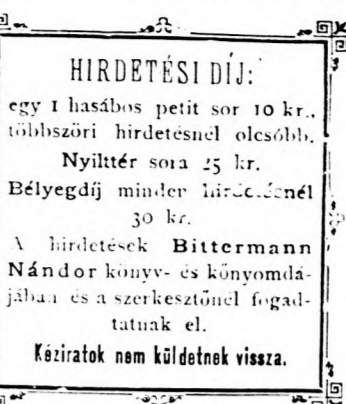 HIRDETÉSI DÍJ:
egy 1 hasábos petit sor 10 kr.,
többszöri hirdetésnél olcsóbb.
Nyilttér sora 25 kr.
Bélyegdíj minden hirdetésnél
30 kr.
A hirdetések Bittermann
Nándor könyv- és kőnyomdá-
jában és a szerkesztőnél fogad-
tatnak el.
Kéziratok nem küldetnek vissza.